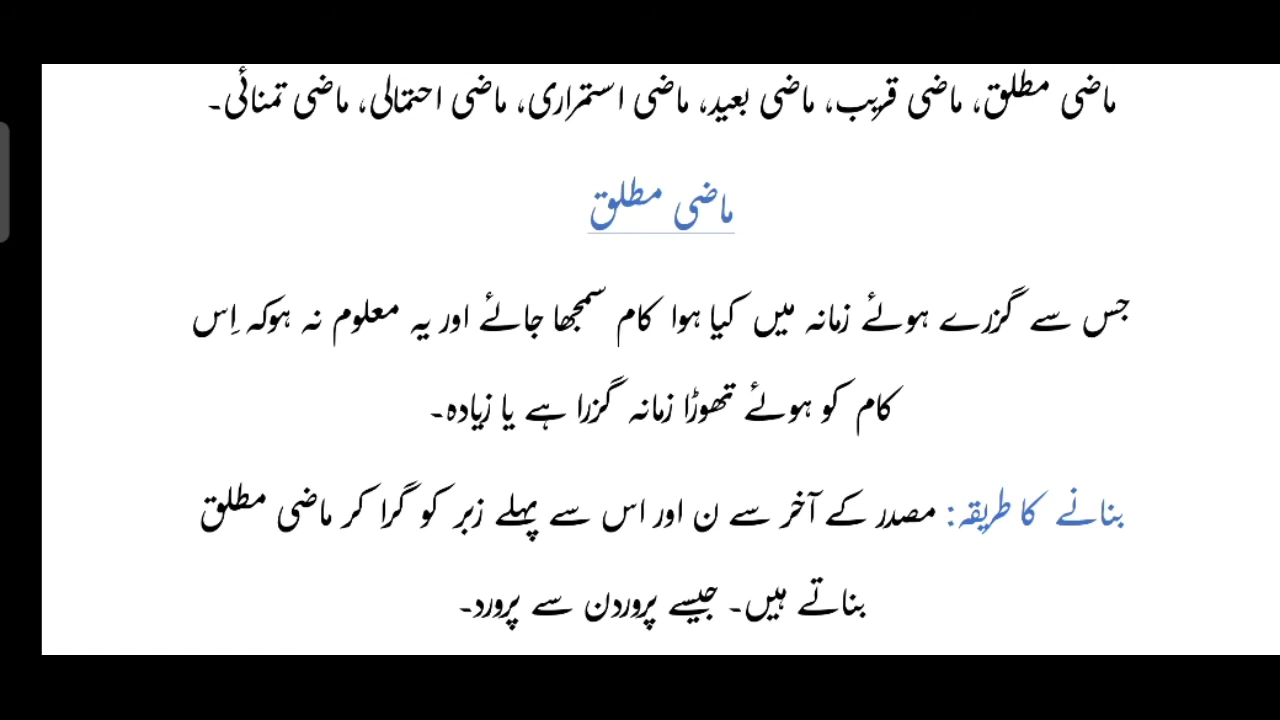 ماضی مطلق، ماضی قریب، ماضی بعید، ماضی استمراری، ماضی احتمالی، ماضی تمنائی۔
ماضی مطلق
جس سے گزرے ہوئے زمانہ میں کیا ہوا کام سمجھا جائے اور یہ معلوم نہ ہوکہ اِس
کام کو ہوئے تھوڑا زمانہ گزرا ہے یا زیادہ۔
بنانے کا طریقہ: مصدر کے آخر سے ن اور اس سے پہلے زبر کو گرا کر ماضی مطلق
بناتے ہیں۔ جیسے پروردن سے پرورد۔